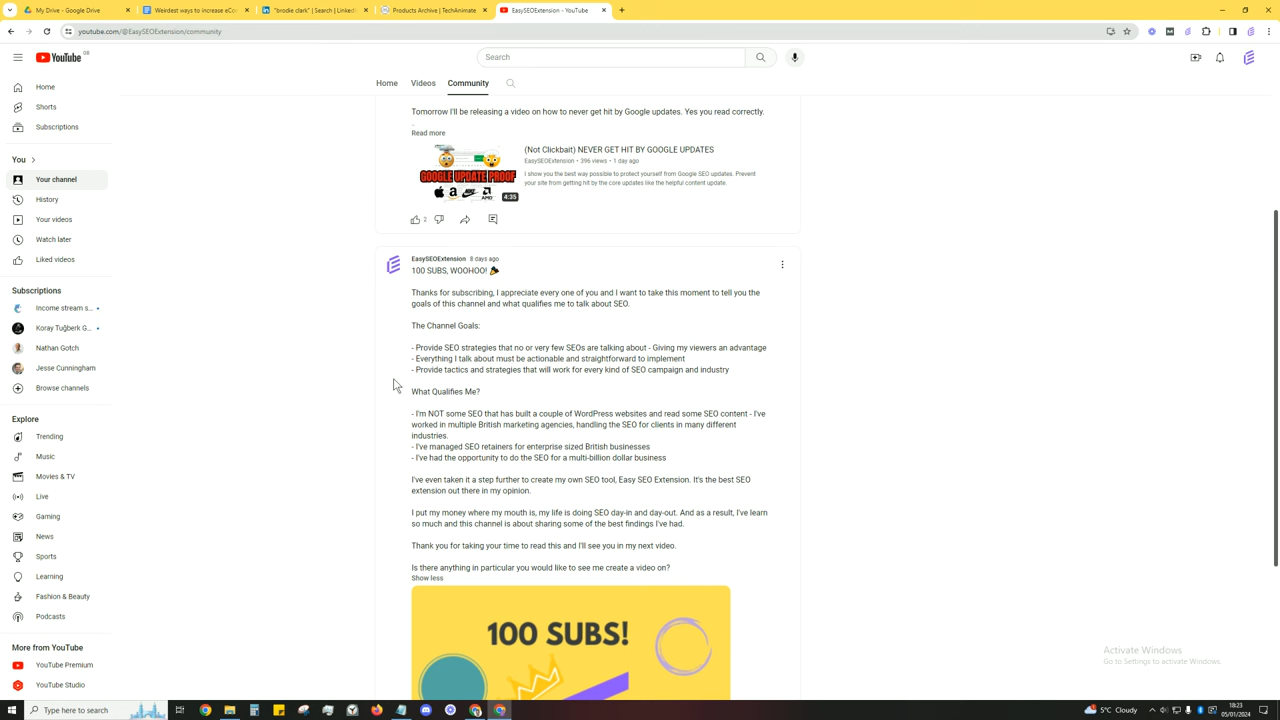 My Drive - Google Drive
Weirdest ways to increase eCo
"brodie clark" | Search | Linked
Products Archive | TechAnimate
EasySEOExtension - YouTube
youtube.com/@EasySEOExtension/community
YouTube GB
Search
Home Videos Community
Home
Shorts
Subscriptions
You
Your channel
History
Your videos
Watch later
Liked videos
Subscriptions
Income stream s...
Koray Tuğberk G...
Nathan Gotch
Jesse Cunningham
Browse channels
Explore
Trending
Music
Movies & TV
Live
Gaming
News
Sports
Learning
Fashion & Beauty
Podcasts
More from YouTube
YouTube Premium
YouTube Studio
Tomorrow I'll be releasing a video on how to never get hit by Google updates. Yes you read correctly.
..
Read more
GOOGLE UPDATE PROOF
amd
4:35
(Not Clickbait) NEVER GET HIT BY GOOGLE UPDATES
EasySEOExtension • 396 views • 1 day ago
I show you the best way possible to protect yourself from Google SEO updates. Prevent
your site from getting hit by the core updates like the helpful content update.
2
EasySEOExtension 8 days ago
100 SUBS, WOOHOO! 🎉
Thanks for subscribing, I appreciate every one of you and I want to take this moment to tell you the
goals of this channel and what qualifies me to talk about SEO.
The Channel Goals:
- Provide SEO strategies that no or very few SEOs are talking about - Giving my viewers an advantage
- Everything I talk about must be actionable and straightforward to implement
- Provide tactics and strategies that will work for every kind of SEO campaign and industry
What Qualifies Me?
- I'm NOT some SEO that has built a couple of WordPress websites and read some SEO content - I've
worked in multiple British marketing agencies, handling the SEO for clients in many different
industries.
- I've managed SEO retainers for enterprise sized British businesses
- I've had the opportunity to do the SEO for a multi-billion dollar business
I've even taken it a step further to create my own SEO tool, Easy SEO Extension. It's the best SEO
extension out there in my opinion.
I put my money where my mouth is, my life is doing SEO day-in and day-out. And as a result, I've learn
so much and this channel is about sharing some of the best findings I've had.
Thank you for taking your time to read this and I'll see you in my next video.
Is there anything in particular you would like to see me create a video on?
Show less
100 SUBS!
Activate Windows
Go to Settings to activate Windows.
Type here to search
5°C Cloudy
18:23
05/01/2024